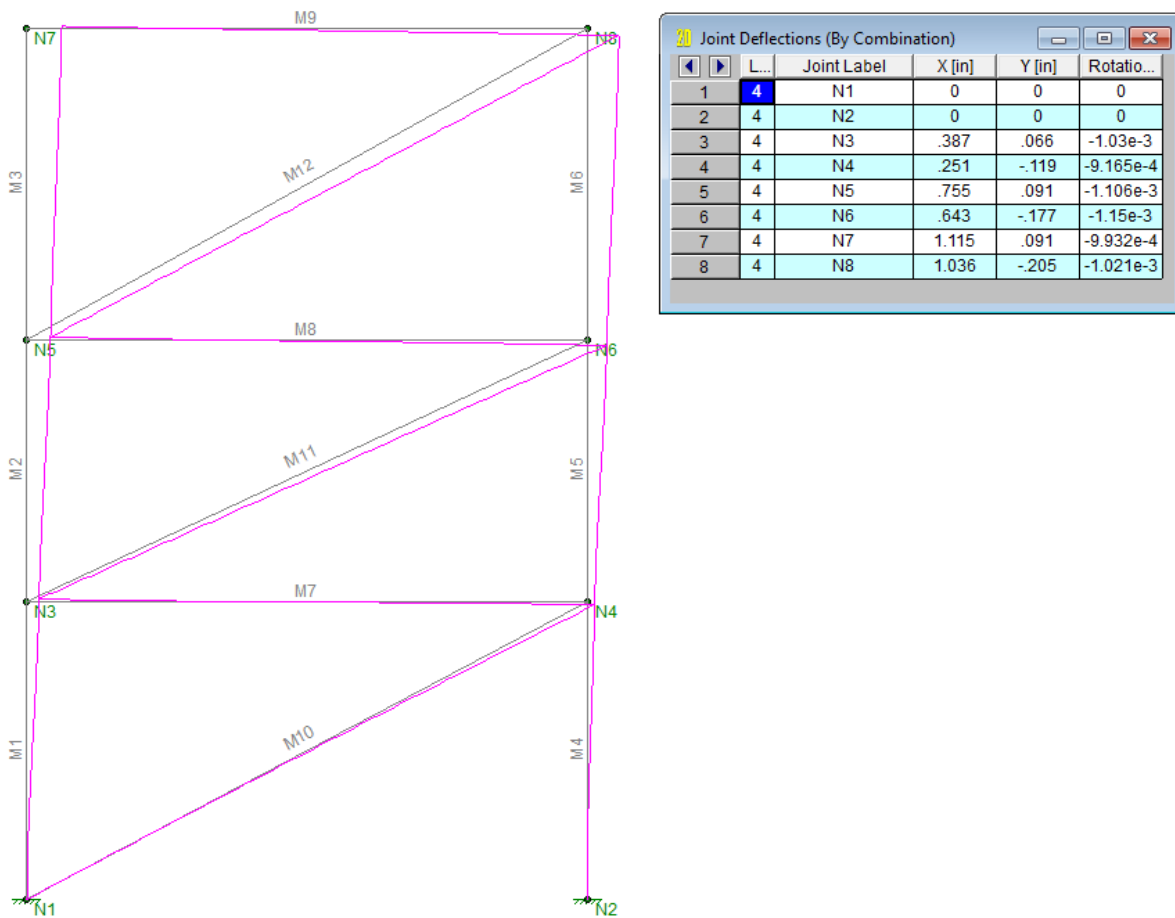 M9
N7
N8
M3
M12
M6
M8
N5
N6
M2
M11
M5
M7
N3
N4
M1
M10
M4
N1
N2
Joint Deflections (By Combination)
L... Joint Label X [in] Y [in] Rotatio...
1 4 N1 0 0 0
2 4 N2 0 0 0
3 4 N3 .387 .066 -1.03e-3
4 4 N4 .251 -.119 -9.165e-4
5 4 N5 .755 .091 -1.106e-3
6 4 N6 .643 -.177 -1.15e-3
7 4 N7 1.115 .091 -9.932e-4
8 4 N8 1.036 -.205 -1.021e-3